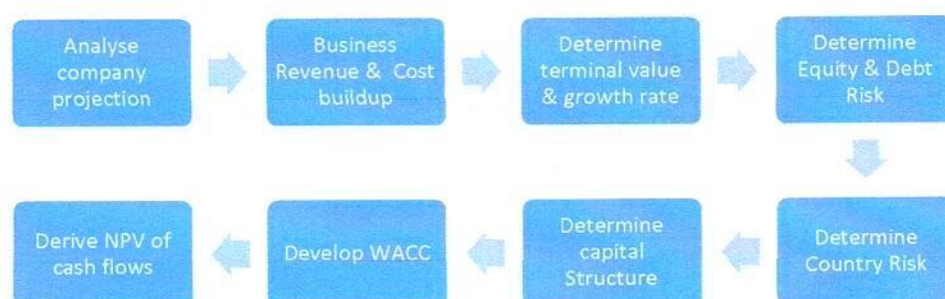 Analyse
company
projection
Business
Revenue & Cost
buildup
Determine
terminal value
& growth rate
Determine
Equity & Debt
Risk
Determine
Country Risk
Determine
capital
Structure
Develop WACC
Derive NPV of
cash flows